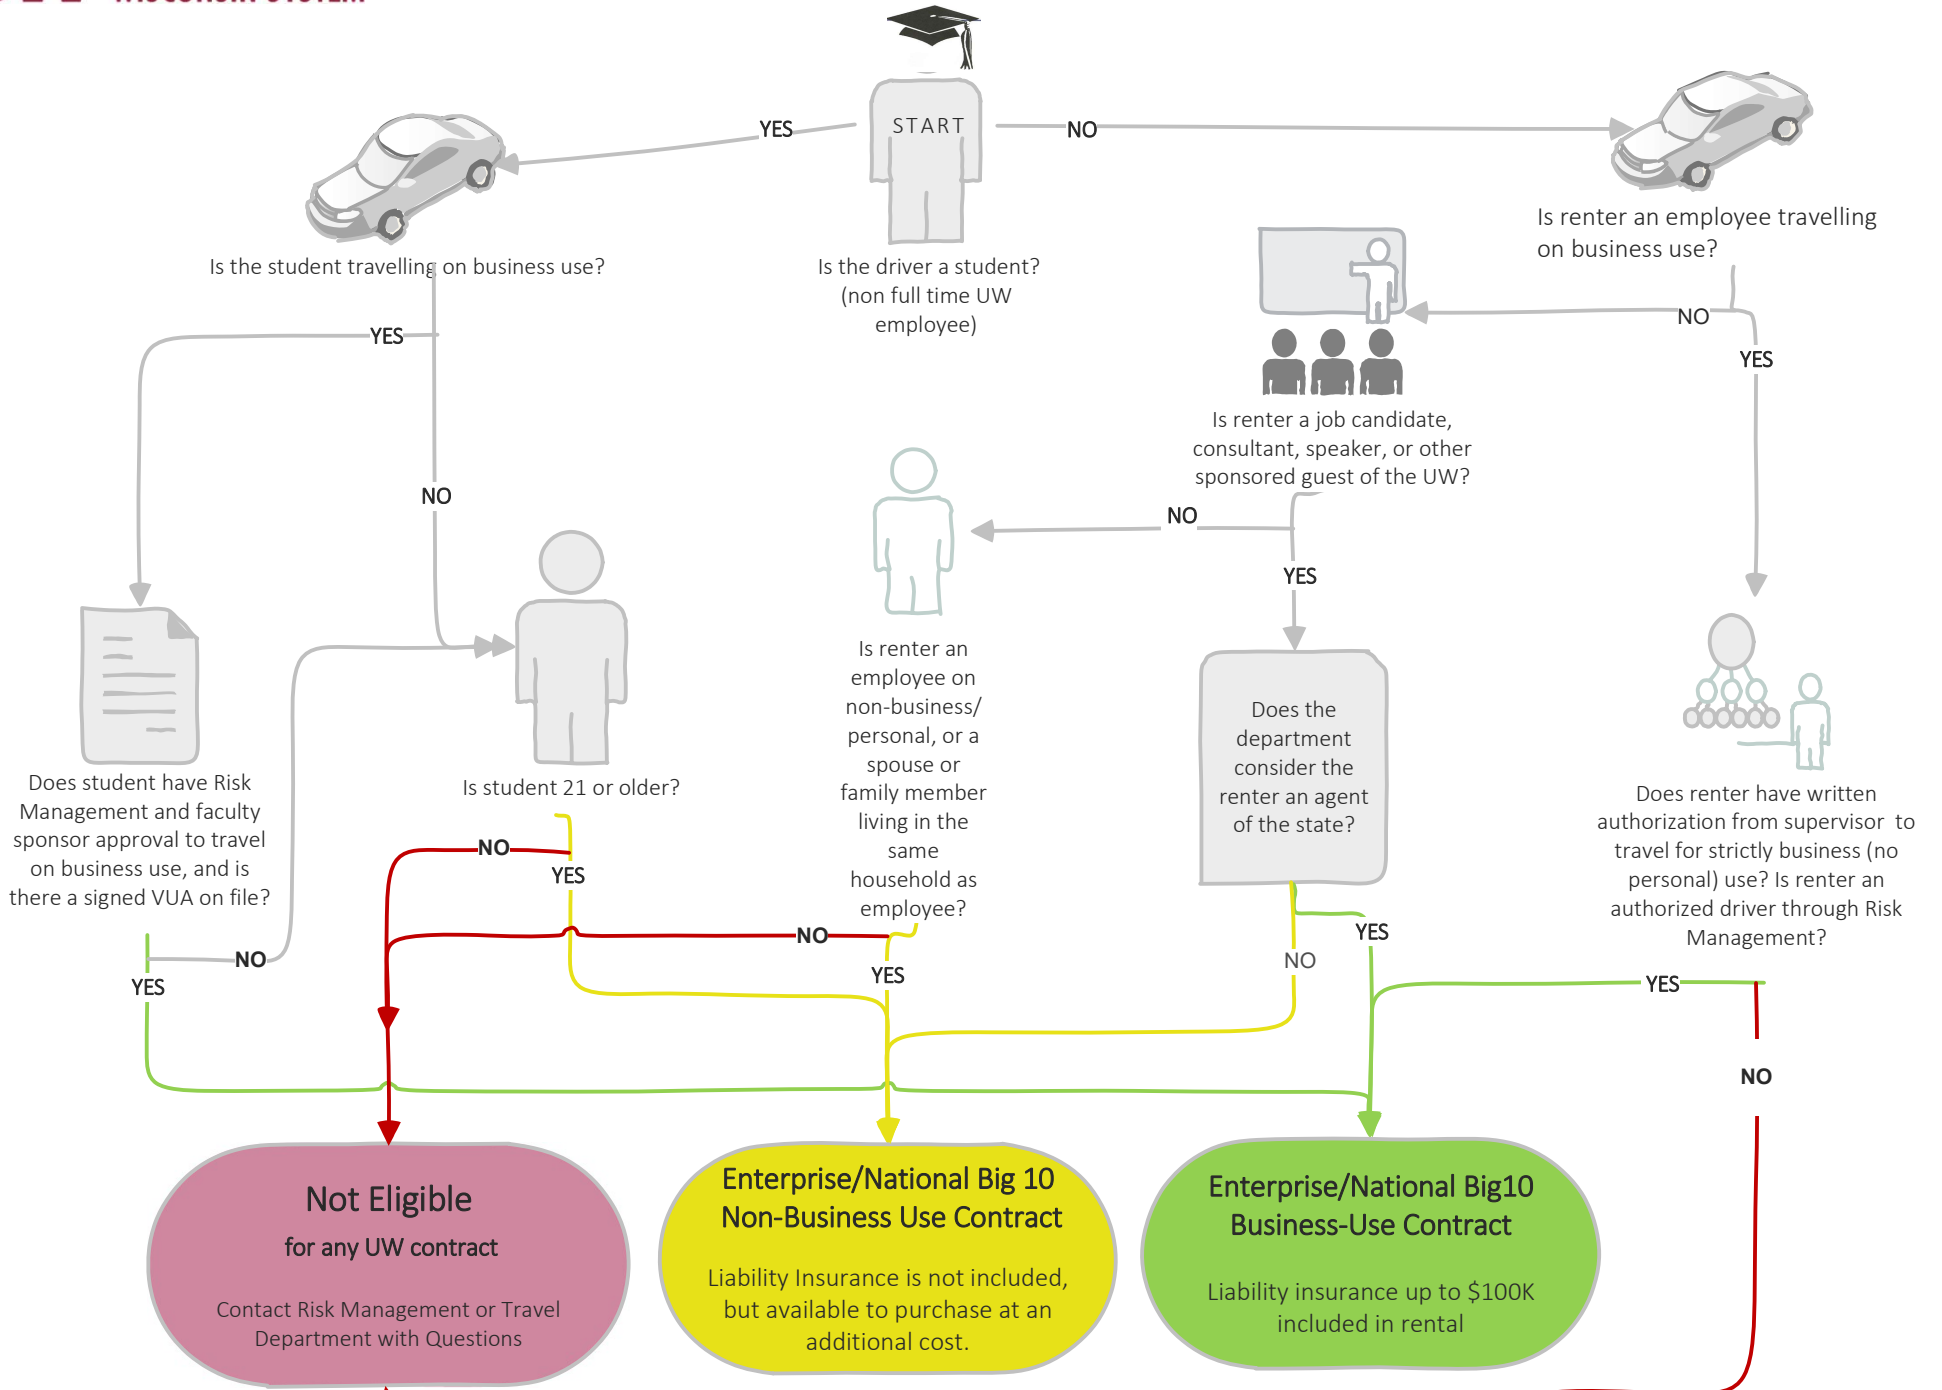 WISCONSIN SYSTEM
START
YES
NO
Is the student travelling on business use?
Is the driver a student?
(non full time UW
employee)
Is renter an employee travelling
on business use?
YES
NO
NO
YES
Is renter a job candidate,
consultant, speaker, or other
sponsored guest of the UW?
NO
YES
Does student have Risk
Management and faculty
sponsor approval to travel
on business use, and is
there a signed VUA on file?
Is student 21 or older?
Is renter an
employee on
non-business/
personal, or a
spouse or
family member
living in the
same
household as
employee?
Does the
department
consider the
renter an agent
of the state?
Does renter have written
authorization from supervisor to
travel for strictly business (no
personal) use? Is renter an
authorized driver through Risk
Management?
NO
YES
NO
YES
NO
YES
YES
NO
YES
NO
Not Eligible
for any UW contract
Contact Risk Management or Travel
Department with Questions
Enterprise/National Big 10
Non-Business Use Contract
Liability Insurance is not included,
but available to purchase at an
additional cost.
Enterprise/National Big10
Business-Use Contract
Liability insurance up to $100K
included in rental